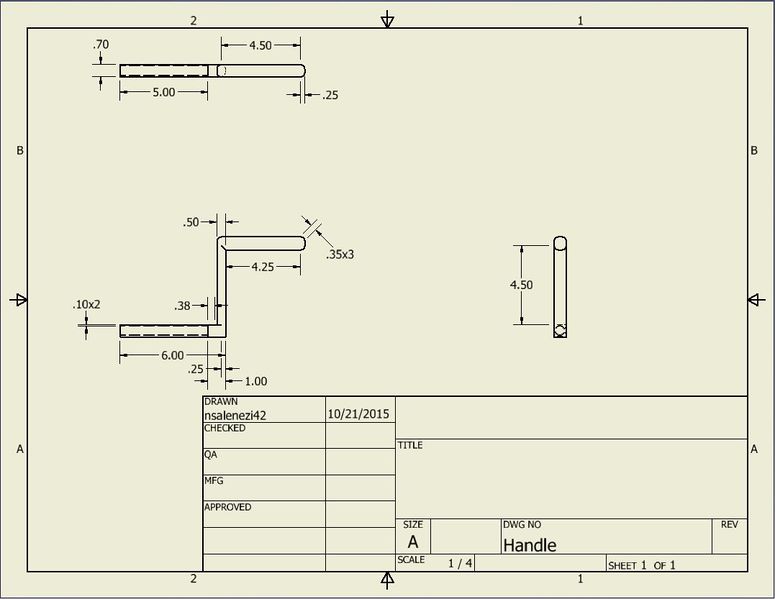 2 1
.70
4.50
5.00
.25
B B
.50
.35x3
4.25
4.50
.10x2
.38
6.00
.25
1.00
DRAWN
nsalenezi42 10/21/2015
CHECKED
QA
MFG
APPROVED
A A
TITLE
SIZE
A
DWG NO
Handle
REV
SCALE 1 / 4
SHEET 1 OF 1
2 1